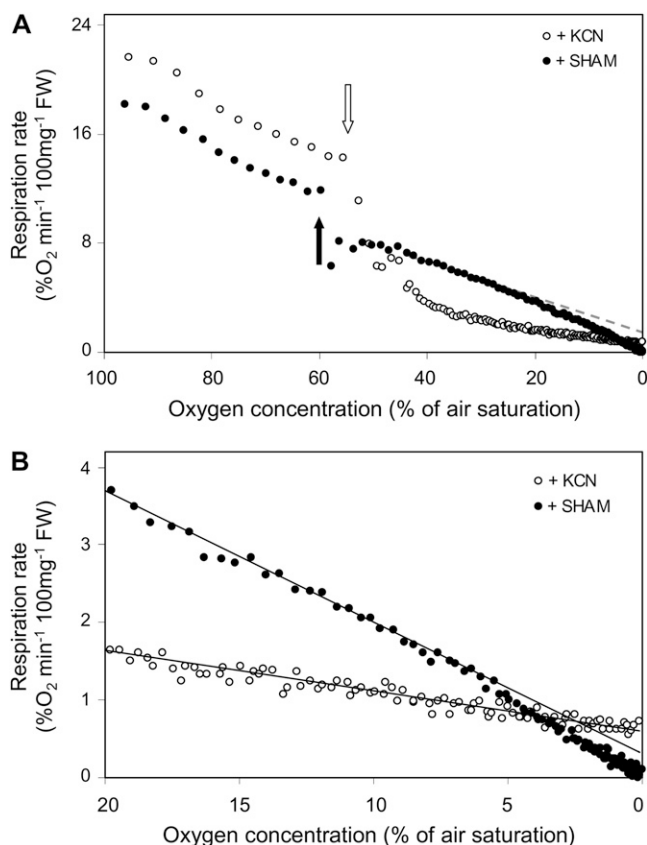 A
24
16
8
0
Respiration rate
(%O₂ min⁻¹ 100mg⁻¹ FW)
+ KCN
+ SHAM
100
80
60
40
20
0
Oxygen concentration (% of air saturation)
B
4
3
2
1
0
Respiration rate
(%O₂ min⁻¹ 100mg⁻¹ FW)
+ KCN
+ SHAM
20
15
10
5
0
Oxygen concentration (% of air saturation)